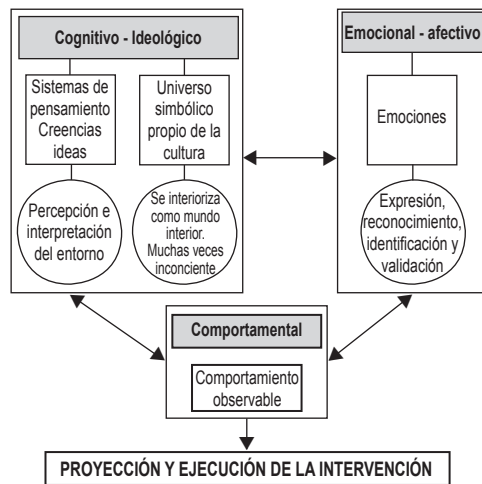 Cognitivo - Ideológico
Sistemas de
pensamiento
Creencias
ideas
Universo
simbólico
propio de la
cultura
Percepción e
interpretación
del entorno
Se interioriza
como mundo
interior.
Muchas veces
inconciente
Emocional - afectivo
Emociones
Expresión,
reconocimiento,
identificación y
validación
Comportamental
Comportamiento
observable
PROYECCIÓN Y EJECUCIÓN DE LA INTERVENCIÓN